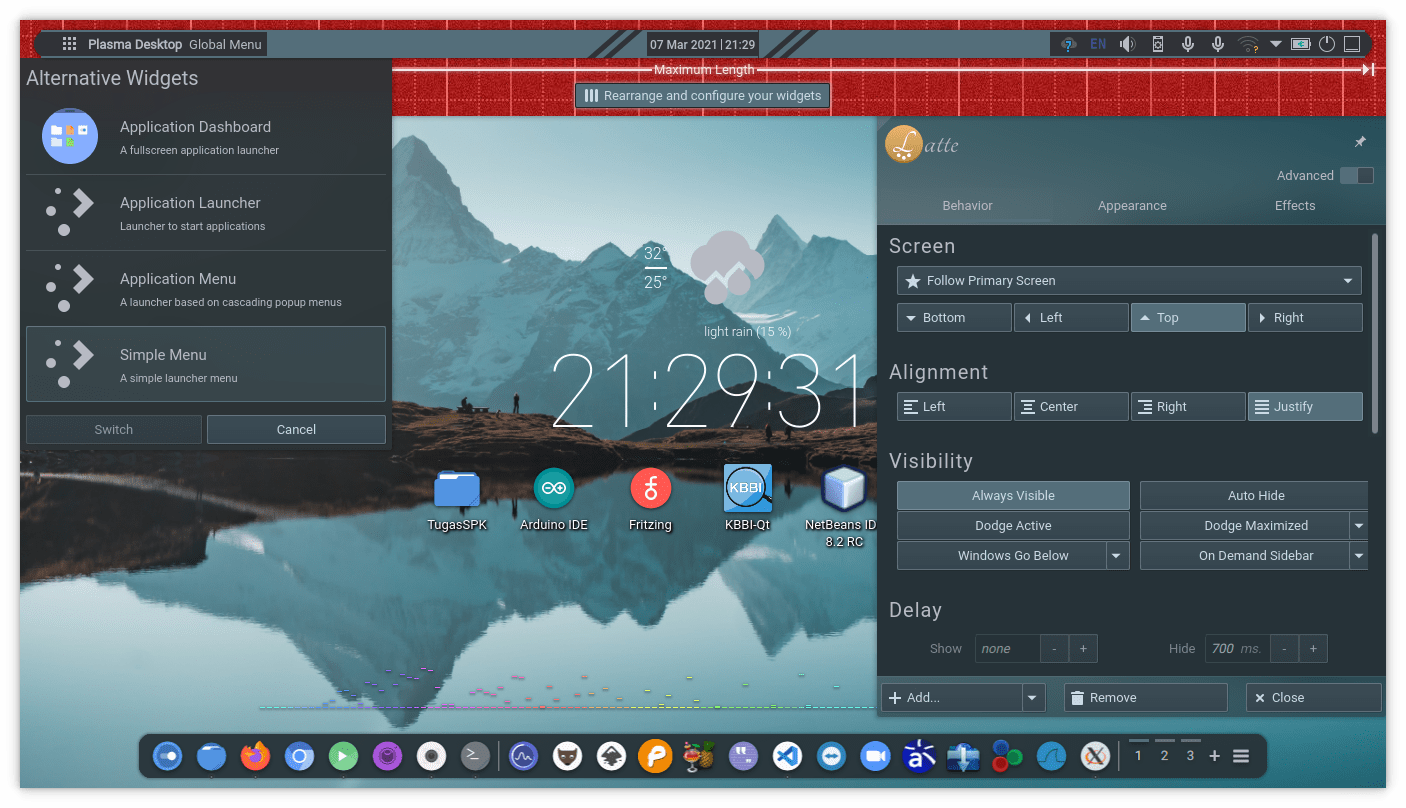 Plasma Desktop Global Menu
07 Mar 2021 | 21:29
EN
Maximum Length
Rearrange and configure your widgets
Alternative Widgets
Application Dashboard
A fullscreen application launcher
Application Launcher
Launcher to start applications
Application Menu
A launcher based on cascading popup menus
Simple Menu
A simple launcher menu
Switch
Cancel
32°
25°
light rain (15 %)
21:29:31
TugasSPK
Arduino IDE
Fritzing
KBBI
KBBI-Qt
NetBeans ID
8.2 RC
Latte
Advanced
Behavior
Appearance
Effects
Screen
Follow Primary Screen
Bottom
Left
Top
Right
Alignment
Left
Center
Right
Justify
Visibility
Always Visible
Auto Hide
Dodge Active
Dodge Maximized
Windows Go Below
On Demand Sidebar
Delay
Show
none
-
+
Hide
700 ms.
-
+
Add...
Remove
Close
1 2 3 +